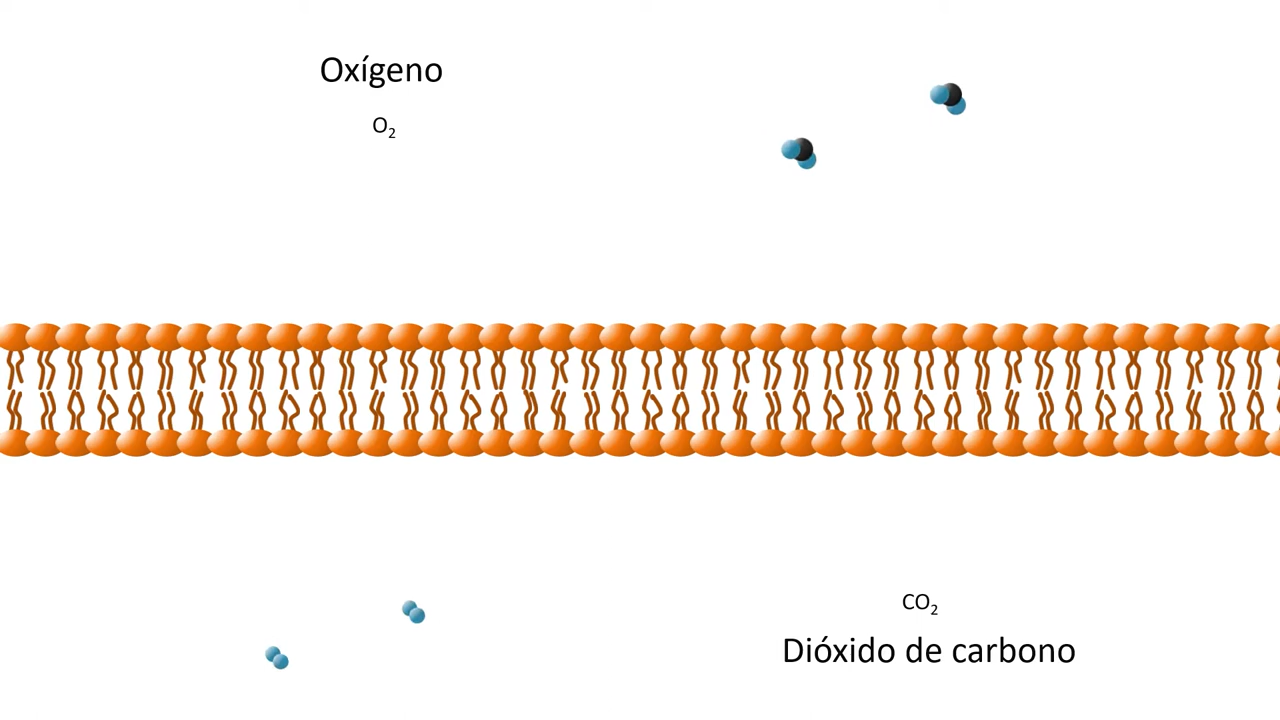 Oxígeno
O₂
CO₂
Dióxido de carbono